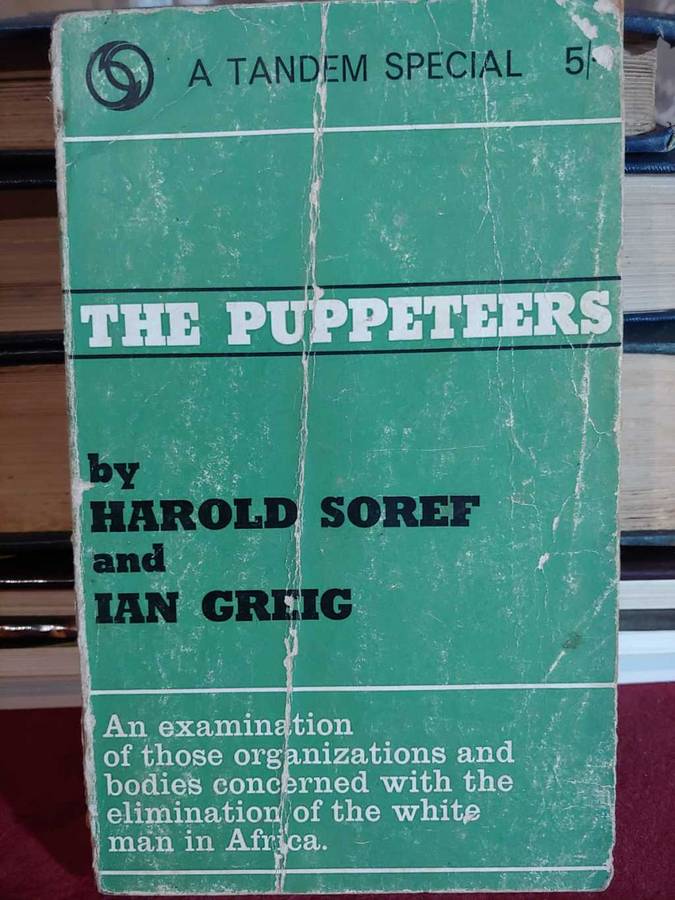 A TANDEM SPECIAL 5/-
THE PUPPETEERS
by
HAROLD SOREF
and
IAN GREIG
An examination
of those organizations and
bodies concerned with the
elimination of the white
man in Africa.